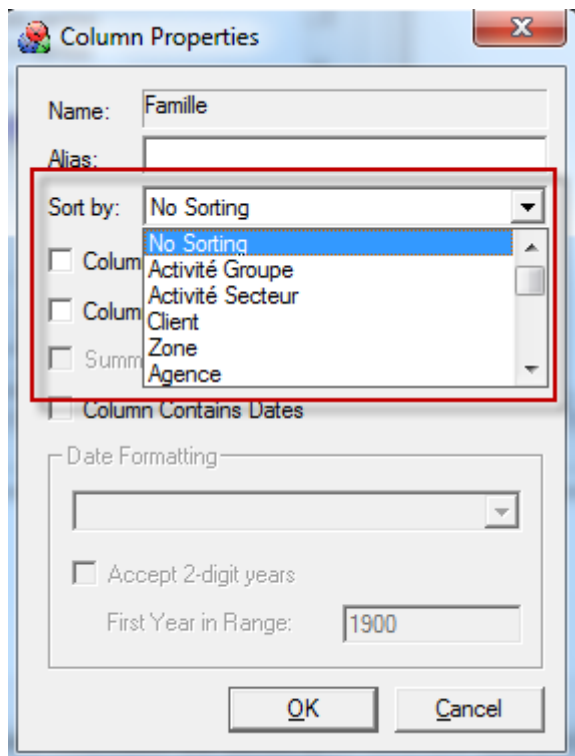 Column Properties
Name: Famille
Alias:
Sort by: No Sorting
No Sorting
Activité Groupe
Activité Secteur
Client
Zone
Agence
Colum
Colum
Summ
Column Contains Dates
Date Formatting
Accept 2-digit years
First Year in Range: 1900
OK
Cancel